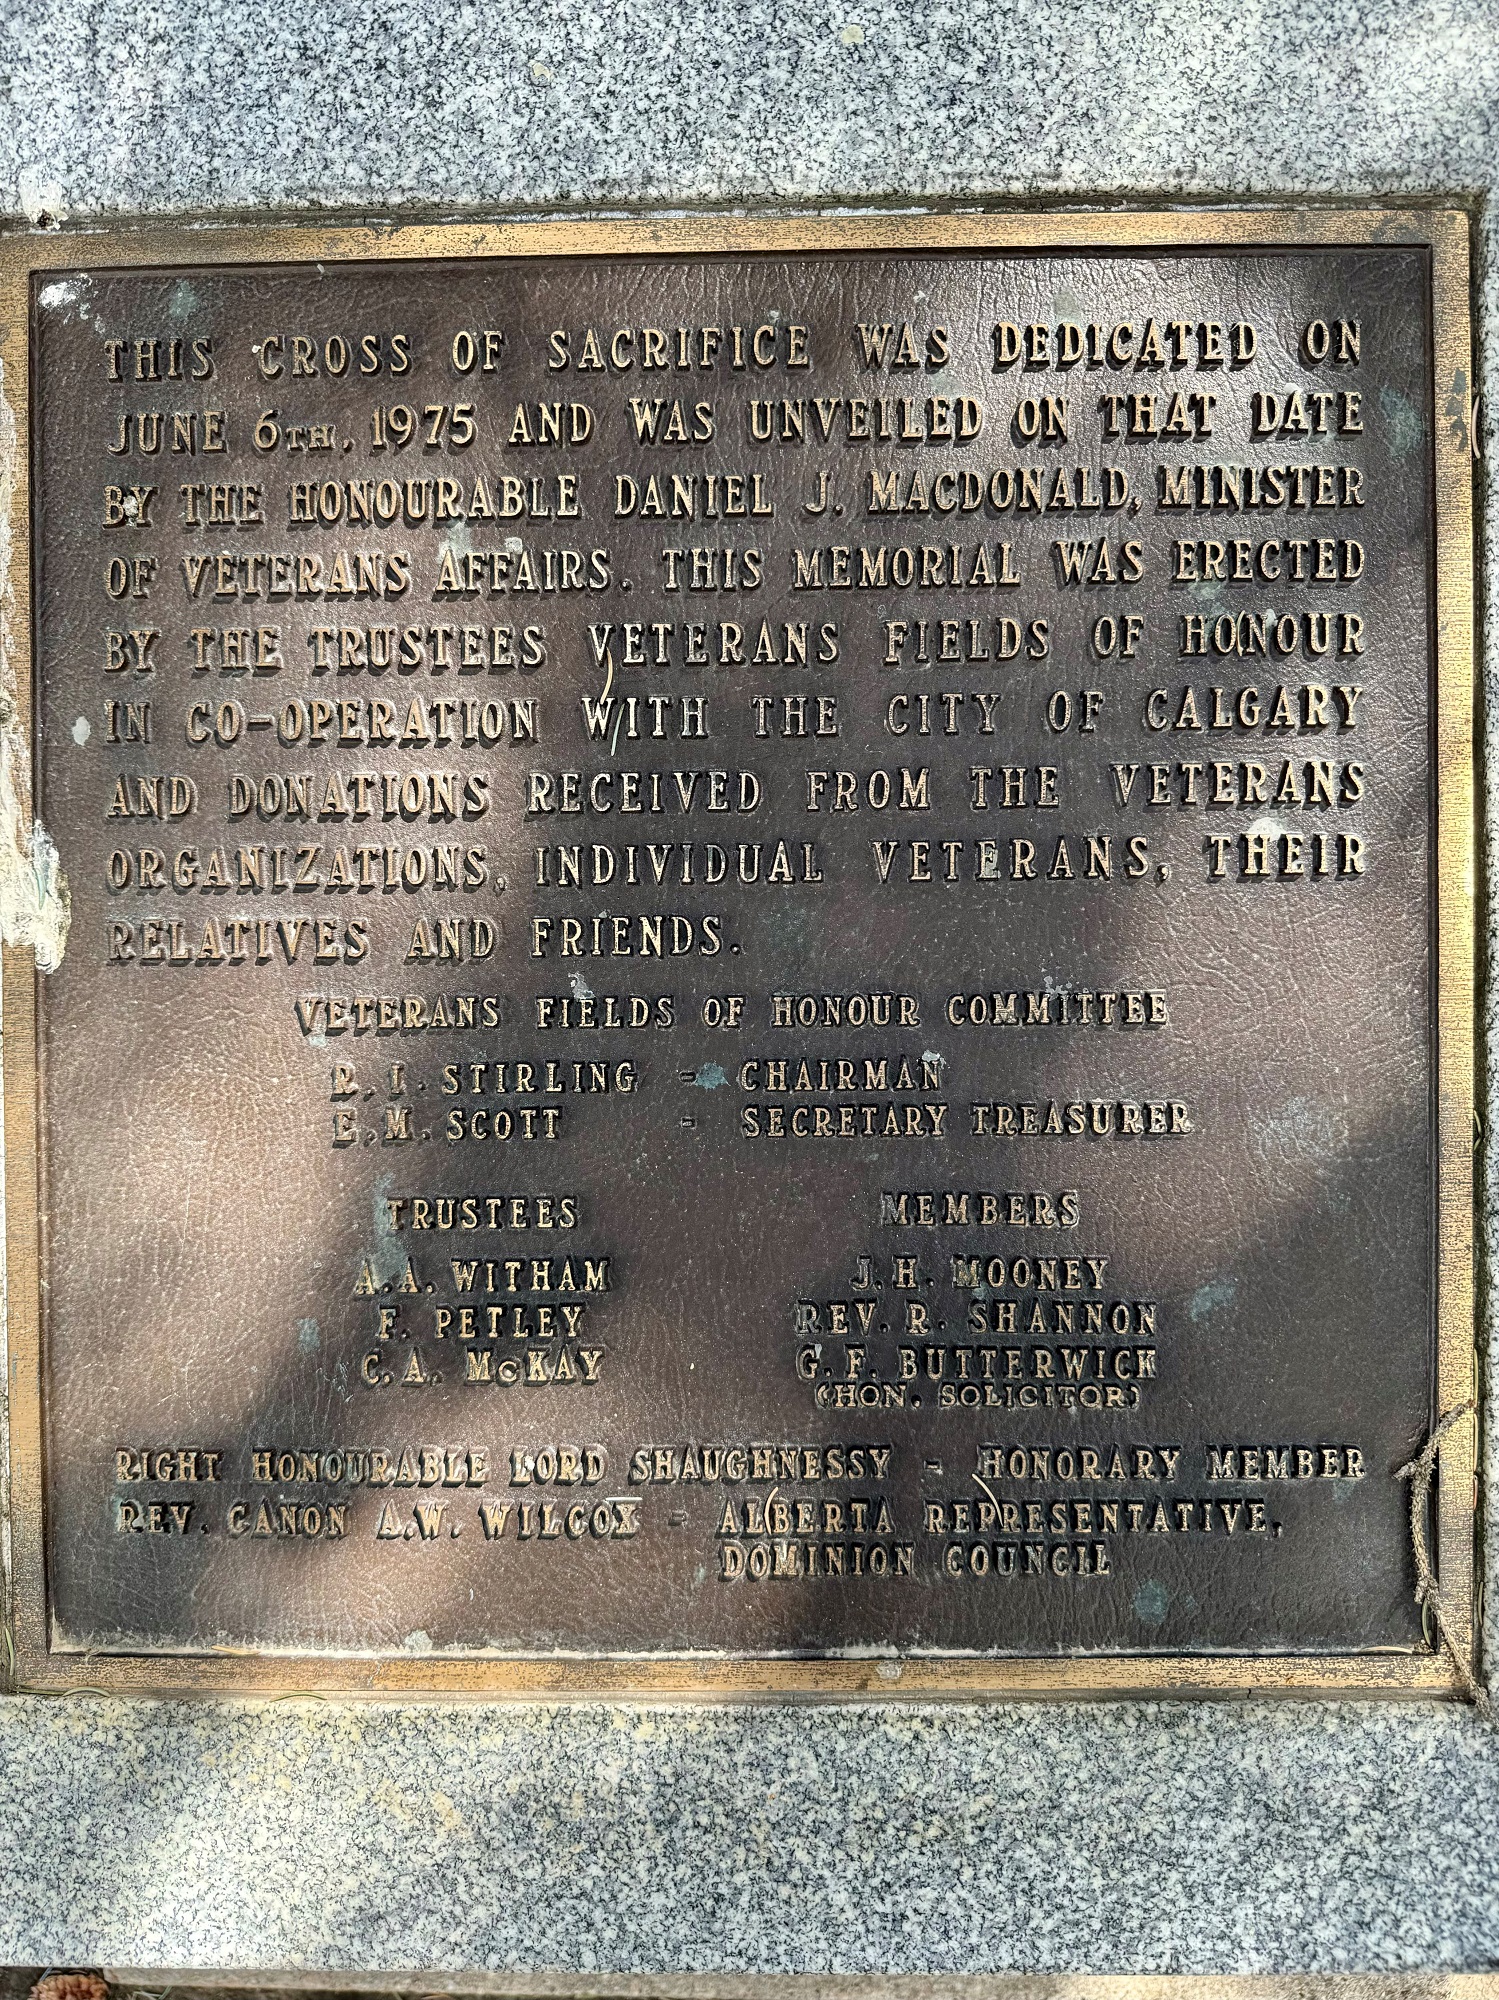 THIS CROSS OF SACRIFICE WAS DEDICATED ON
JUNE 6TH, 1975 AND WAS UNVEILED ON THAT DATE
BY THE HONOURABLE DANIEL J. MACDONALD, MINISTER
OF VETERANS AFFAIRS. THIS MEMORIAL WAS ERECTED
BY THE TRUSTEES VETERANS FIELDS OF HONOUR
IN CO-OPERATION WITH THE CITY OF CALGARY
AND DONATIONS RECEIVED FROM THE VETERANS
ORGANIZATIONS, INDIVIDUAL VETERANS, THEIR
RELATIVES AND FRIENDS.
VETERANS FIELDS OF HONOUR COMMITTEE
R. I. STIRLING - CHAIRMAN
E. M. SCOTT - SECRETARY TREASURER
TRUSTEES
A. A. WITHAM
F. PETLEY
C. A. McKAY
MEMBERS
J. H. MOONEY
REV. R. SHANNON
G. F. BUTTERWICK
(HON. SOLICITOR)
RIGHT HONOURABLE LORD SHAUGHNESSY - HONORARY MEMBER
REV. CANON A.W. WILCOX - ALBERTA REPRESENTATIVE,
DOMINION COUNCIL